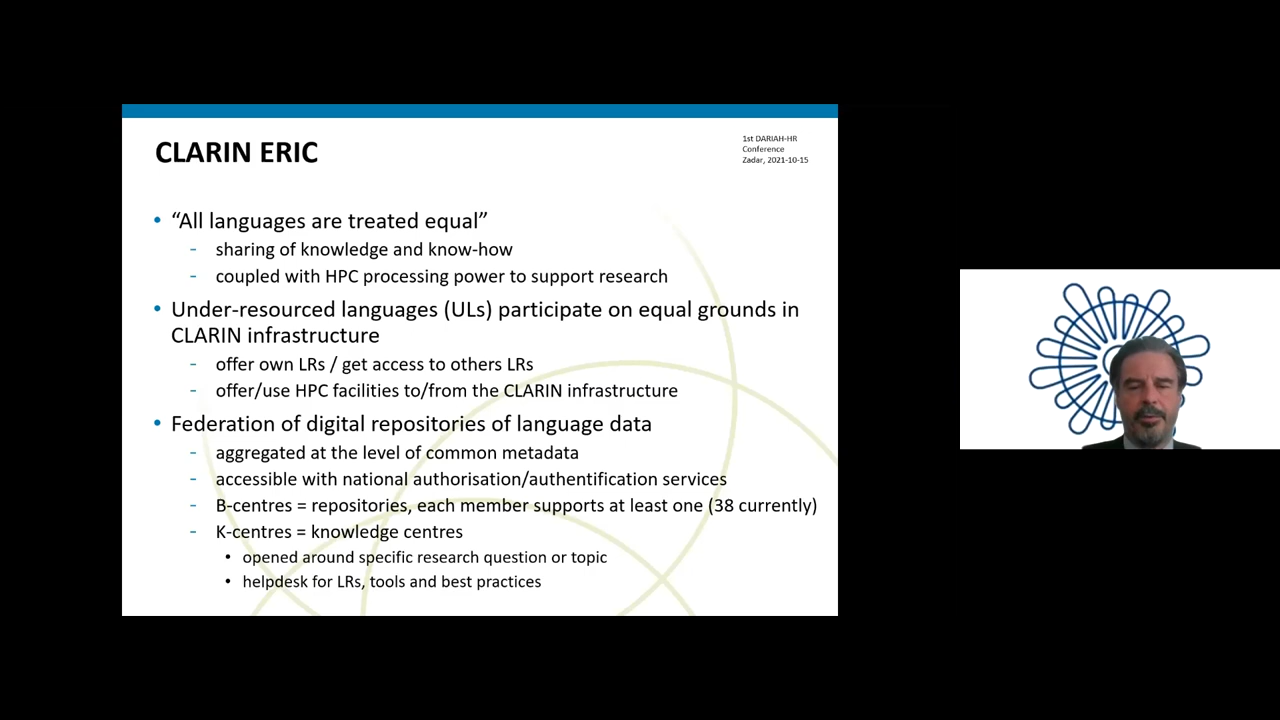 CLARIN ERIC
1st DARIAH-HR
Conference
Zadar, 2021-10-15
• “All languages are treated equal”
- sharing of knowledge and know-how
- coupled with HPC processing power to support research
• Under-resourced languages (ULs) participate on equal grounds in
CLARIN infrastructure
- offer own LRs / get access to others LRs
- offer/use HPC facilities to/from the CLARIN infrastructure
• Federation of digital repositories of language data
- aggregated at the level of common metadata
- accessible with national authorisation/authentification services
- B-centres = repositories, each member supports at least one (38 currently)
- K-centres = knowledge centres
• opened around specific research question or topic
• helpdesk for LRs, tools and best practices